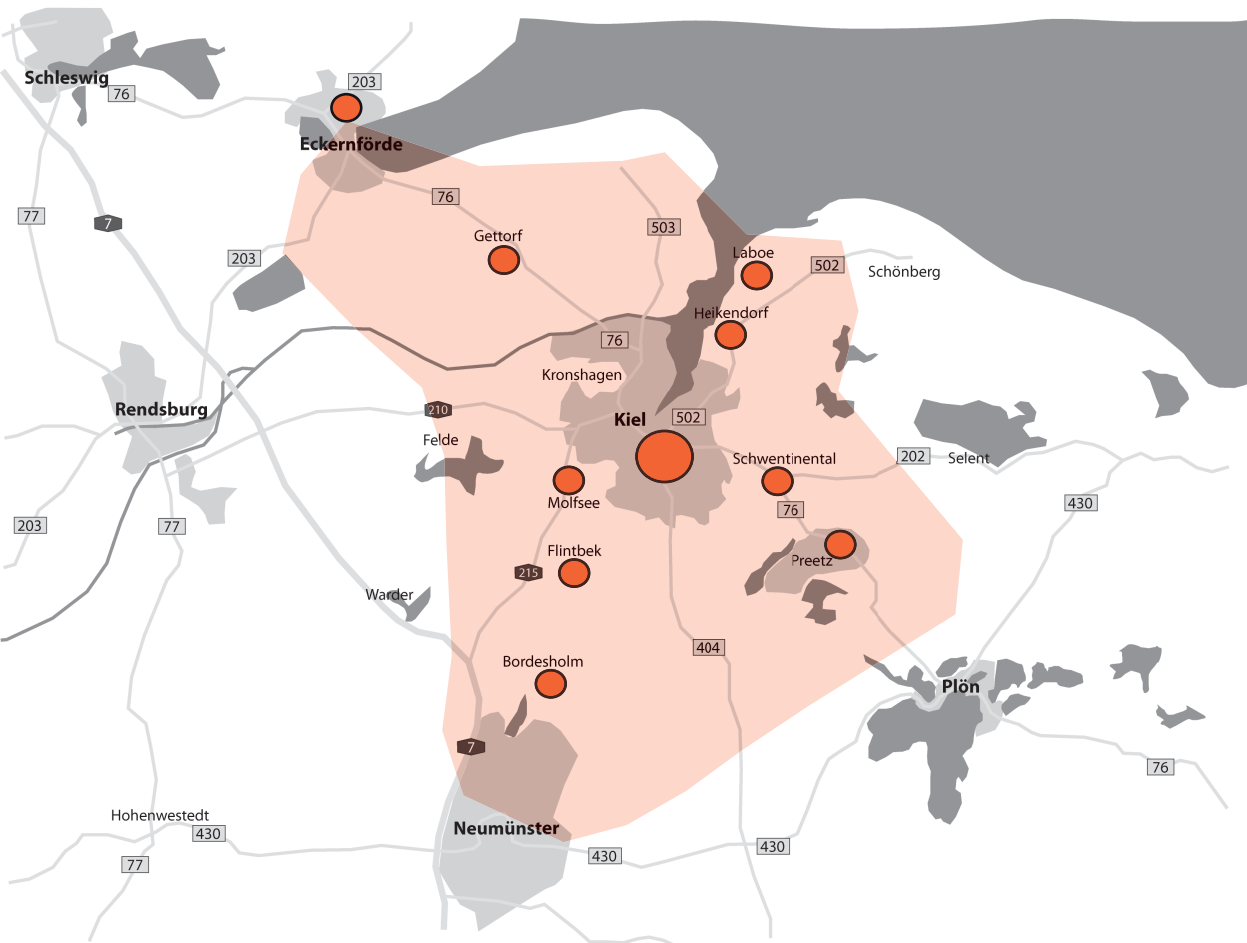 Schleswig
76
203
Eckernförde
76
77
7
503
203
Gettorf
Laboe
502
Schönberg
Heikendorf
76
Kronshagen
Rendsburg
210
Kiel
502
Felde
Schwentinental
202
Selent
Molfsee
430
76
203
77
Flintbek
Preetz
215
Warder
404
Bordesholm
Plön
7
76
Hohenwestedt
430
Neumünster
430
430
77